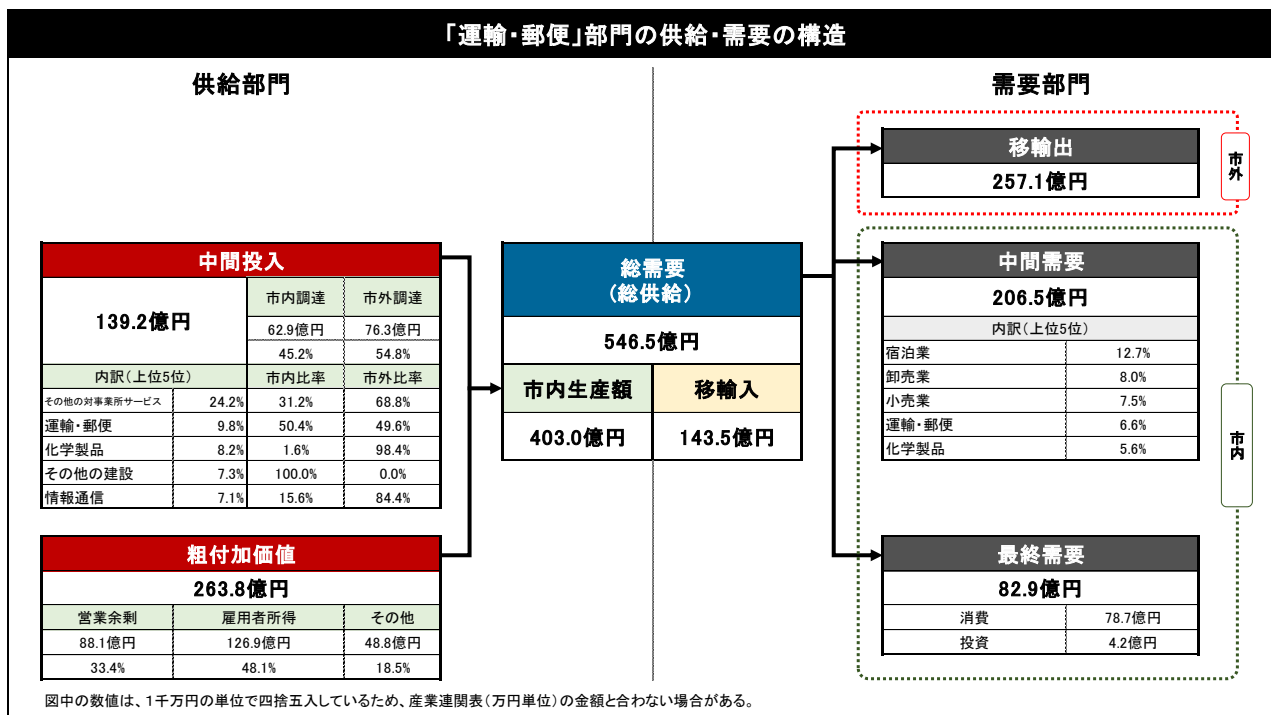 「運輸・郵便」部門の供給・需要の構造
供給部門
需要部門
移輸出
257.1億円
市外
中間投入
139.2億円
市内調達 市外調達
62.9億円 76.3億円
45.2% 54.8%
内訳（上位5位） 市内比率 市外比率
その他の対事業所サービス 24.2% 31.2% 68.8%
運輸・郵便 9.8% 50.4% 49.6%
化学製品 8.2% 1.6% 98.4%
その他の建設 7.3% 100.0% 0.0%
情報通信 7.1% 15.6% 84.4%
粗付加価値
263.8億円
営業余剰 雇用者所得 その他
88.1億円 126.9億円 48.8億円
33.4% 48.1% 18.5%
総需要
（総供給）
546.5億円
市内生産額 移輸入
403.0億円 143.5億円
中間需要
206.5億円
内訳（上位5位）
宿泊業 12.7%
卸売業 8.0%
小売業 7.5%
運輸・郵便 6.6%
化学製品 5.6%
市内
最終需要
82.9億円
消費 78.7億円
投資 4.2億円
図中の数値は、１千万円の単位で四捨五入しているため、産業連関表（万円単位）の金額と合わない場合がある。